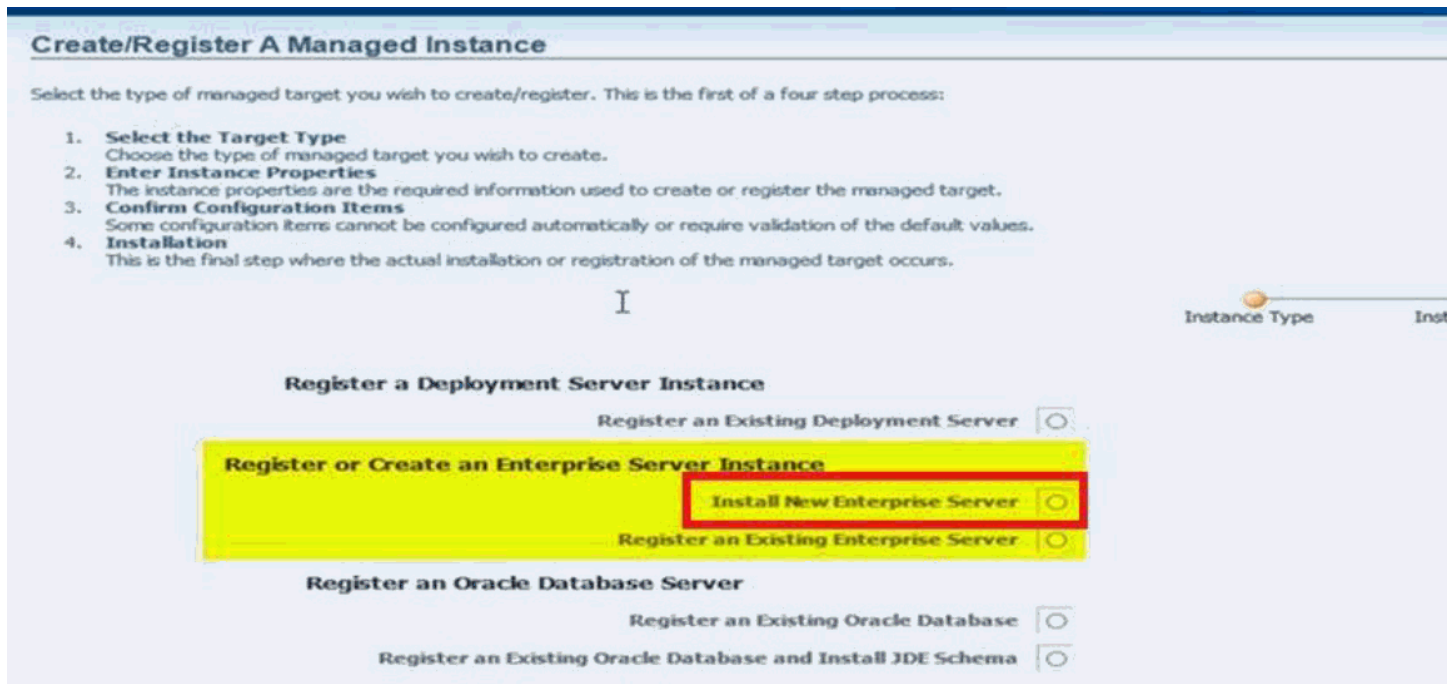 Create/Register A Managed Instance
Select the type of managed target you wish to create/register. This is the first of a four step process:
1. Select the Target Type
Choose the type of managed target you wish to create.
2. Enter Instance Properties
The instance properties are the required information used to create or register the managed target.
3. Confirm Configuration Items
Some configuration items cannot be configured automatically or require validation of the default values.
4. Installation
This is the final step where the actual installation or registration of the managed target occurs.
Instance Type
Inst
Register a Deployment Server Instance
Register an Existing Deployment Server
Register or Create an Enterprise Server Instance
Install New Enterprise Server
Register an Existing Enterprise Server
Register an Oracle Database Server
Register an Existing Oracle Database
Register an Existing Oracle Database and Install JDE Schema